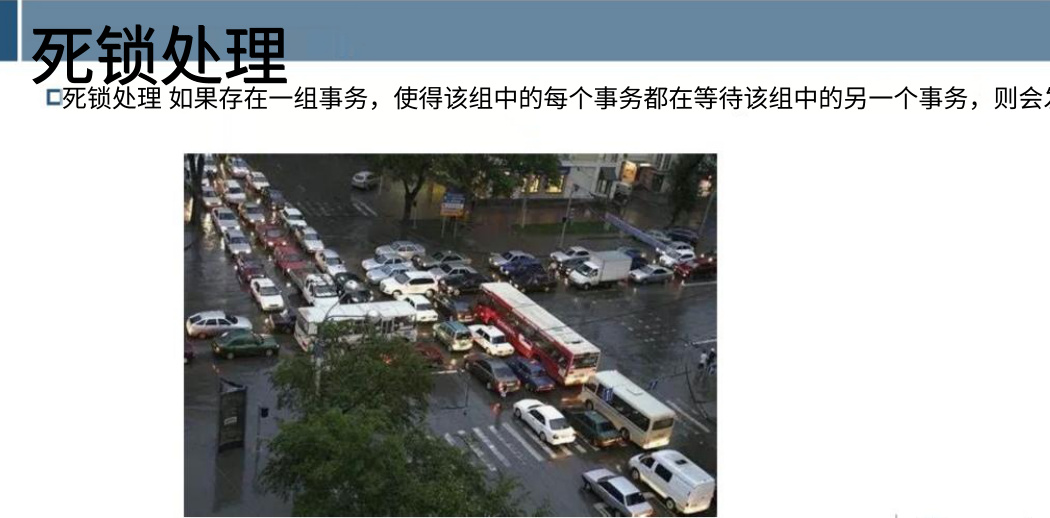 死锁处理
死锁处理 如果存在一组事务，使得该组中的每个事务都在等待该组中的另一个事务，则会